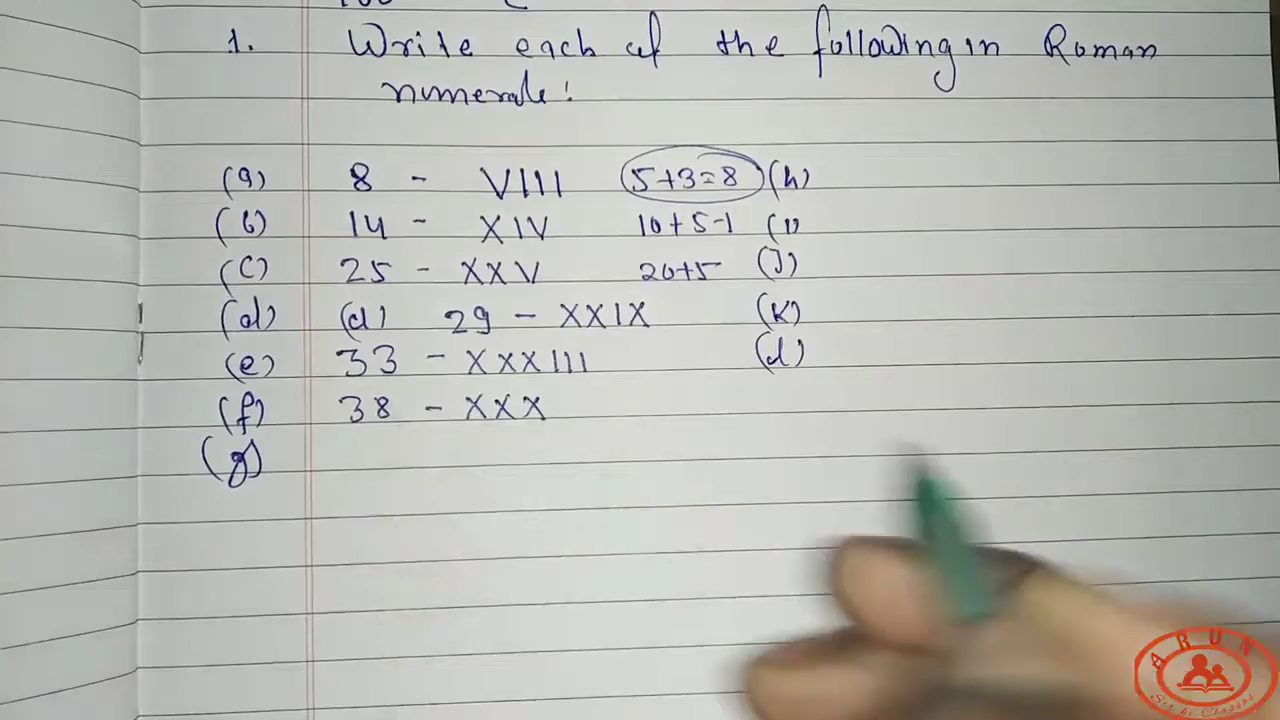 1. Write each of the following in Roman
numerals:
(a) 8 - VIII 5+3=8 (h)
(b) 14 - XIV 10+5-1 (i)
(c) 25 - XXV 20+5 (J)
(d) (d) 29 - XXIX (K)
(e) 33 - XXXIII (l)
(f) 38 - XXX
(g)
ARUN